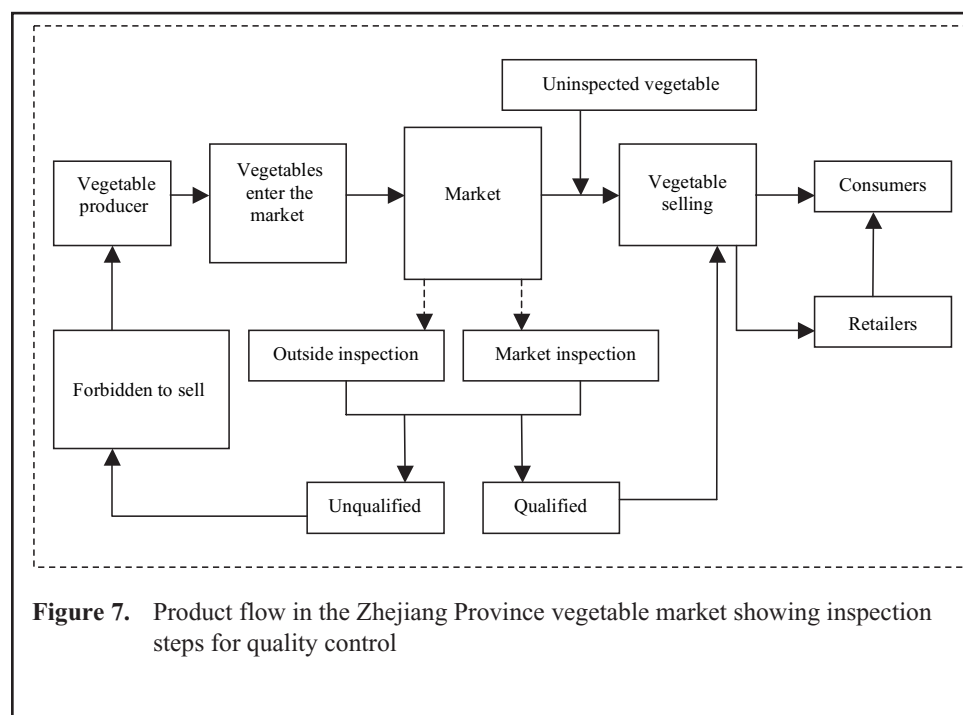 Uninspected vegetable
Vegetable
producer
Vegetables
enter the
market
Market
Vegetable
selling
Consumers
Retailers
Outside inspection
Market inspection
Forbidden to sell
Unqualified
Qualified
Figure 7. Product flow in the Zhejiang Province vegetable market showing inspection
steps for quality control